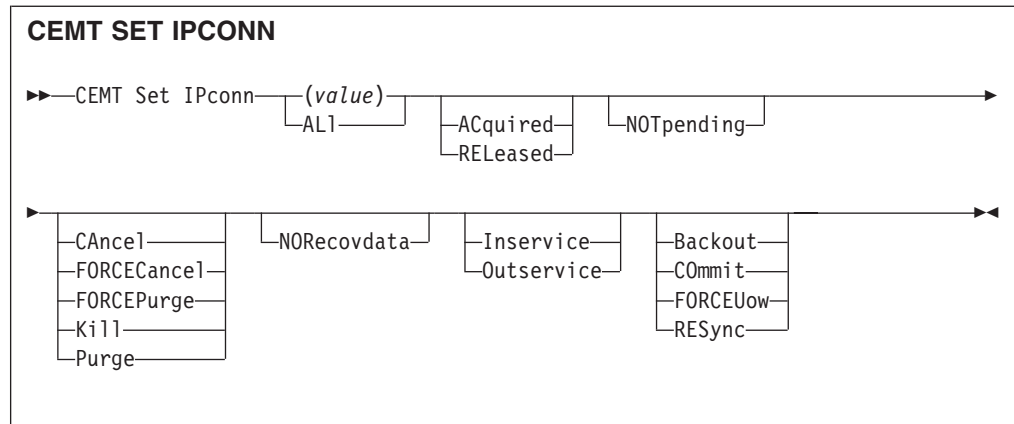 CEMT SET IPCONN
CEMT Set IPconn (value)
ALl
ACquired
RELeased
NOTpending
CAncel
FORCECancel
FORCEPurge
Kill
Purge
NORecovdata
Inservice
Outservice
Backout
COmmit
FORCEUow
RESync